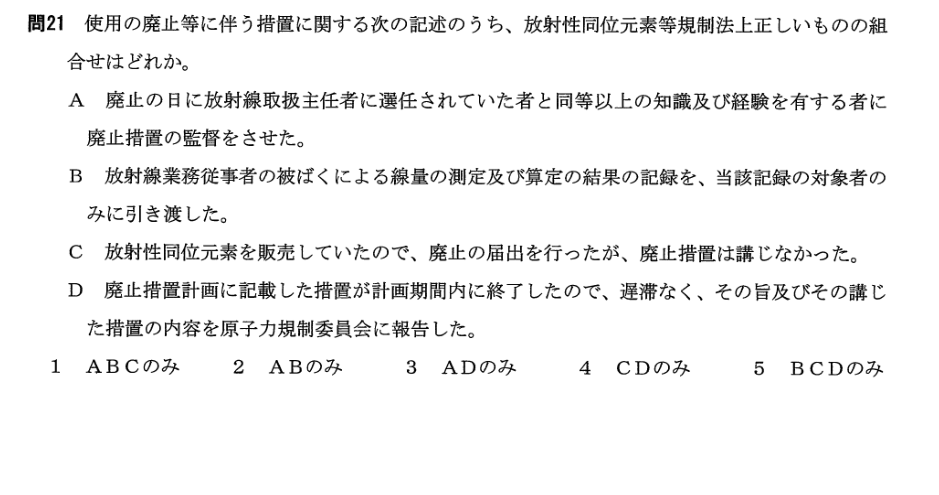 問21　使用の廃止等に伴う措置に関する次の記述のうち、放射性同位元素等規制法上正しいものの組
合せはどれか。
A　廃止の日に放射線取扱主任者に選任されていた者と同等以上の知識及び経験を有する者に
廃止措置の監督をさせた。
B　放射線業務従事者の被ばくによる線量の測定及び算定の結果の記録を、当該記録の対象者の
みに引き渡した。
C　放射性同位元素を販売していたので、廃止の届出を行ったが、廃止措置は講じなかった。
D　廃止措置計画に記載した措置が計画期間内に終了したので、遅滞なく、その旨及びその講じ
た措置の内容を原子力規制委員会に報告した。
1　ABCのみ　　2　ABのみ　　3　ADのみ　　4　CDのみ　　5　BCDのみ